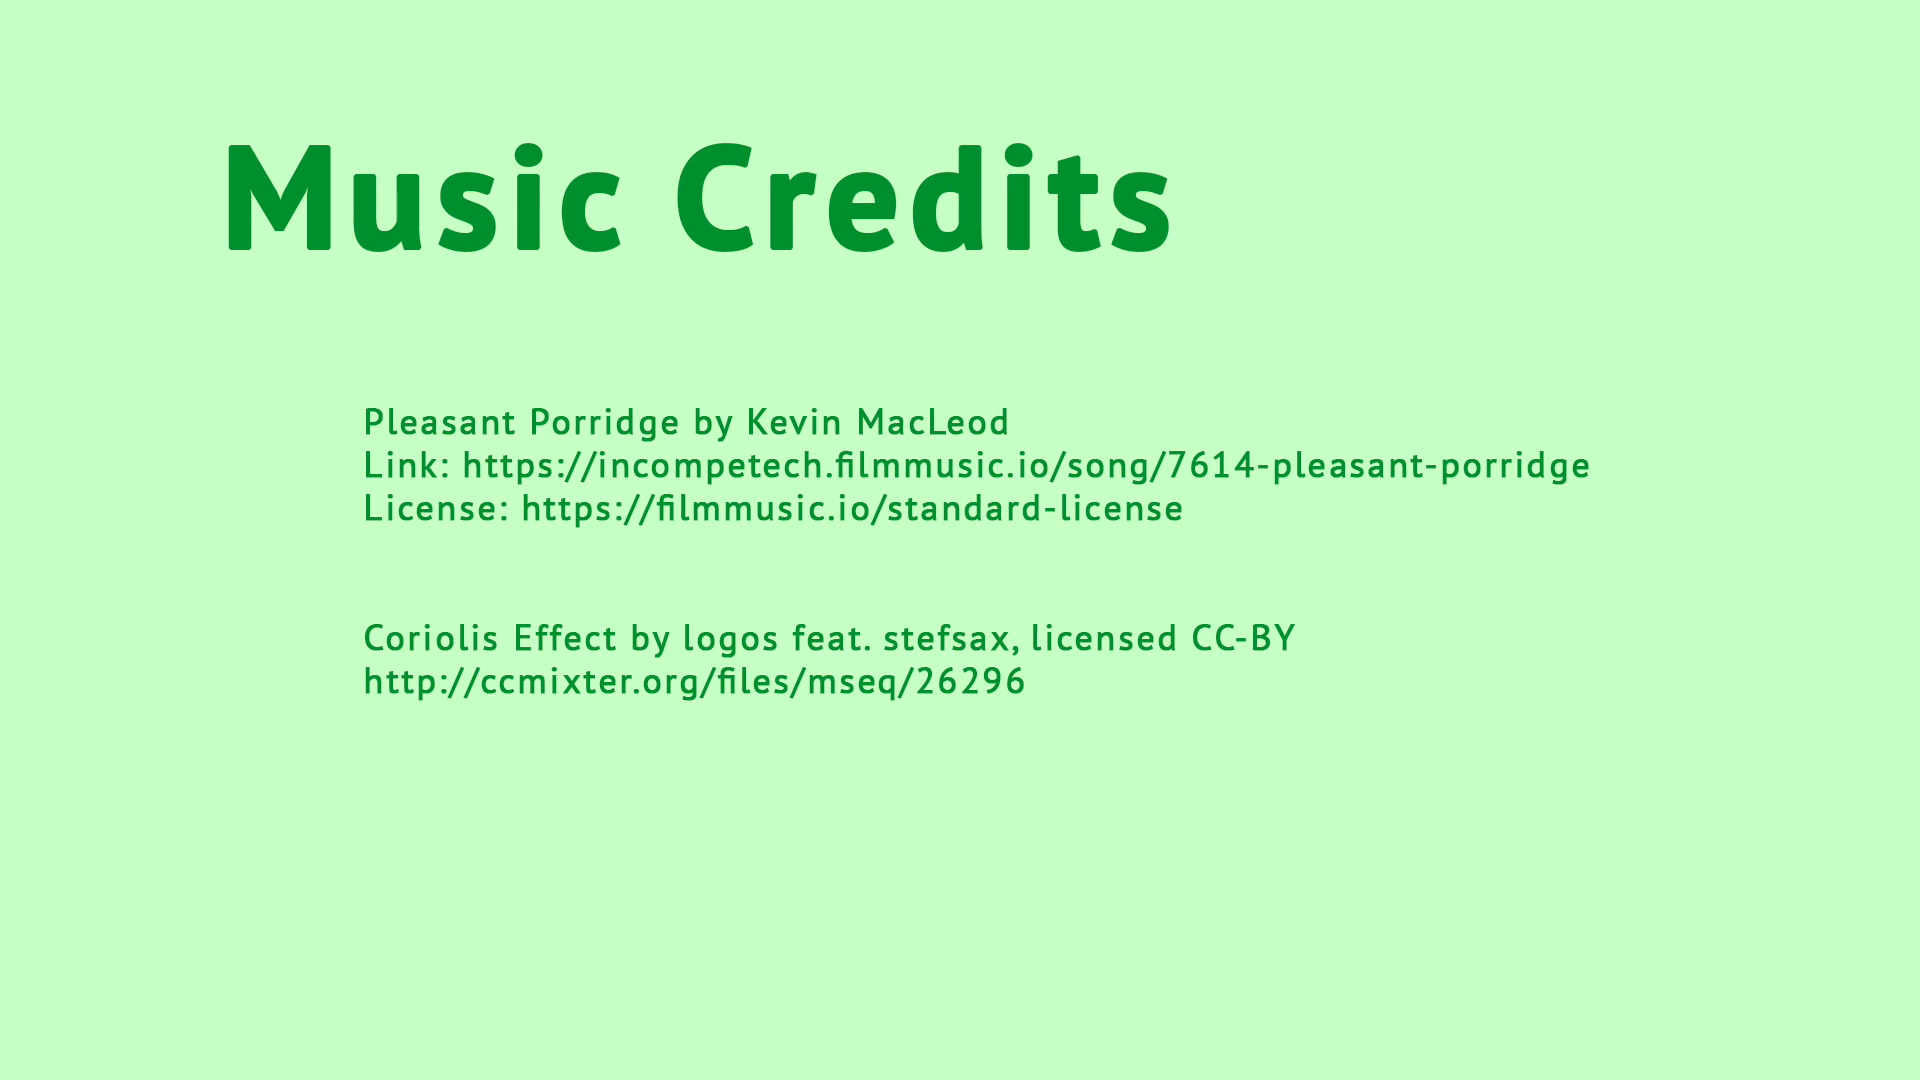 Music Credits
Pleasant Porridge by Kevin MacLeod
Link: https://incompetech.filmmusic.io/song/7614-pleasant-porridge
License: https://filmmusic.io/standard-license
Coriolis Effect by logos feat. stefsax, licensed CC-BY
http://ccmixter.org/files/mseq/26296